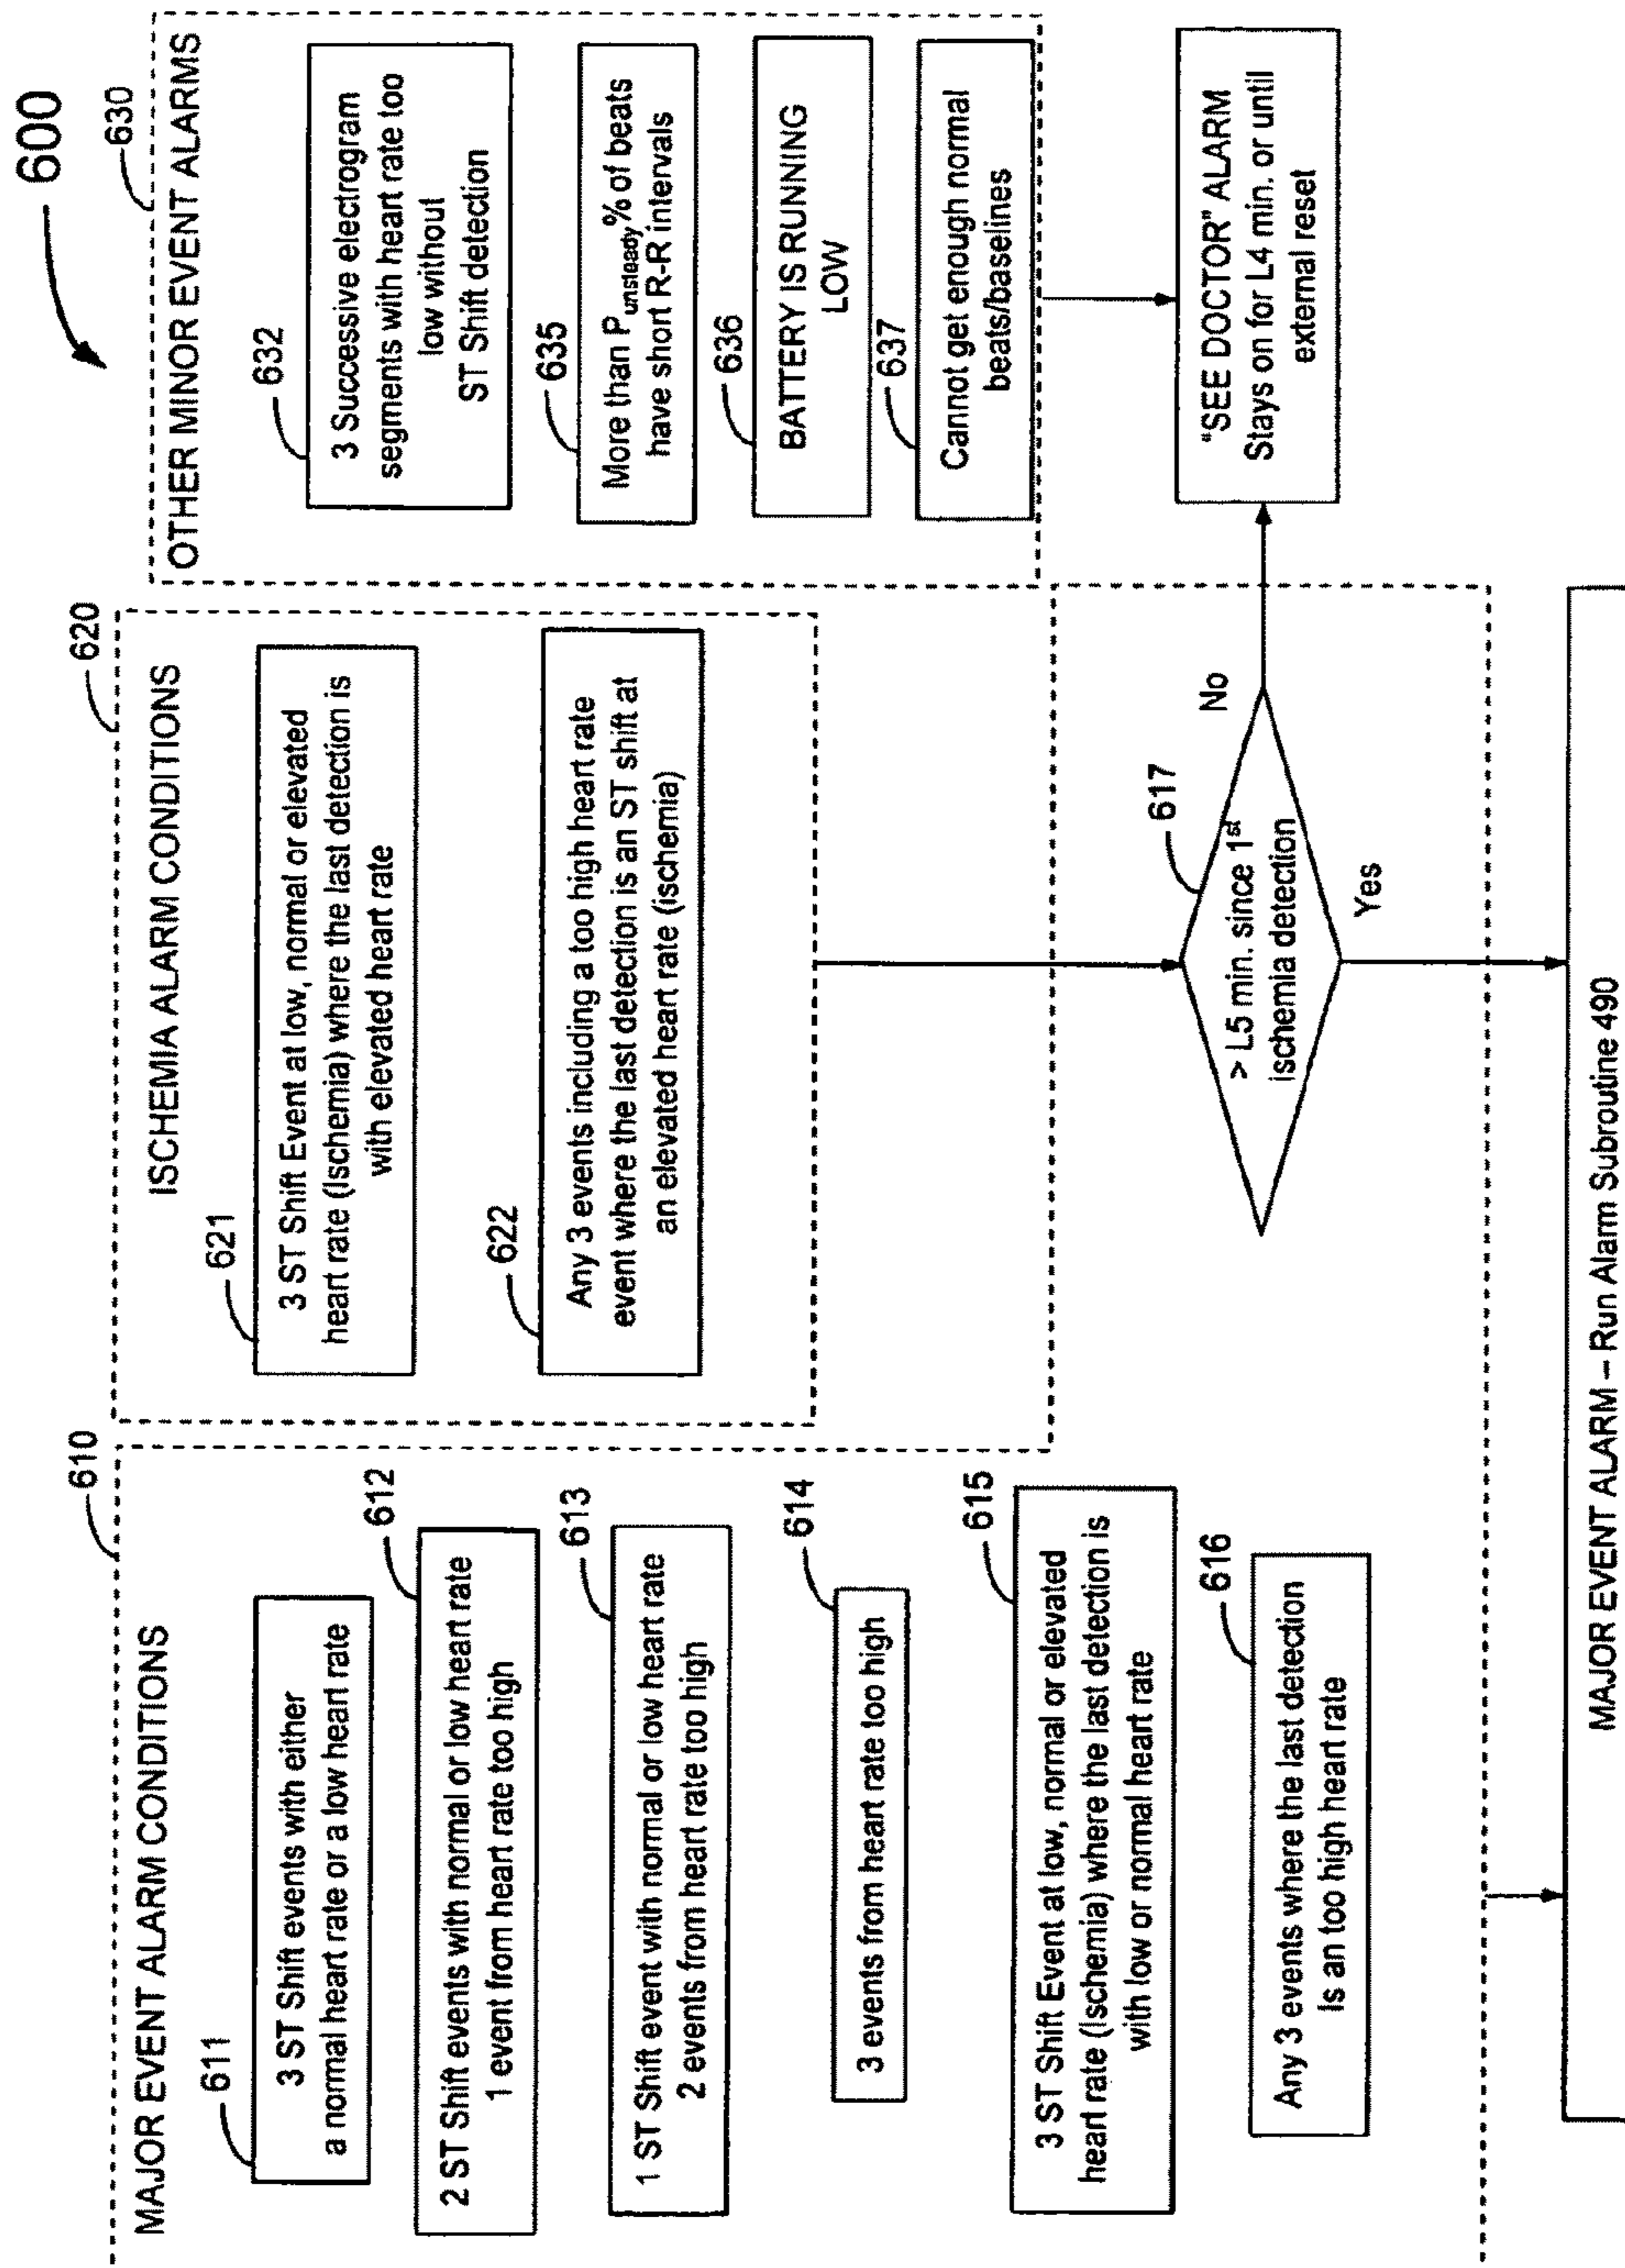 600
610
MAJOR EVENT ALARM CONDITIONS
611
3 ST Shift events with either
a normal heart rate or a low heart rate
612
2 ST Shift events with normal or low heart rate
1 event from heart rate too high
613
1 ST Shift event with normal or low heart rate
2 events from heart rate too high
614
3 events from heart rate too high
615
3 ST Shift Event at low, normal or elevated
heart rate (Ischemia) where the last detection is
with low or normal heart rate
616
Any 3 events where the last detection
Is an too high heart rate
620
ISCHEMIA ALARM CONDITIONS
621
3 ST Shift Event at low, normal or elevated
heart rate (Ischemia) where the last detection is
with elevated heart rate
622
Any 3 events including a too high heart rate
event where the last detection is an ST shift at
an elevated heart rate (ischemia)
630
OTHER MINOR EVENT ALARMS
632
3 Successive electrogram
segments with heart rate too
low without
ST Shift detection
635
More than Punsteady% of beats
have short R-R intervals
636
BATTERY IS RUNNING
LOW
637
Cannot get enough normal
beats/baselines
617
> L5 min. since 1st
ischemia detection
No
Yes
"SEE DOCTOR" ALARM
Stays on for L4 min. or until
external reset
MAJOR EVENT ALARM – Run Alarm Subroutine 490